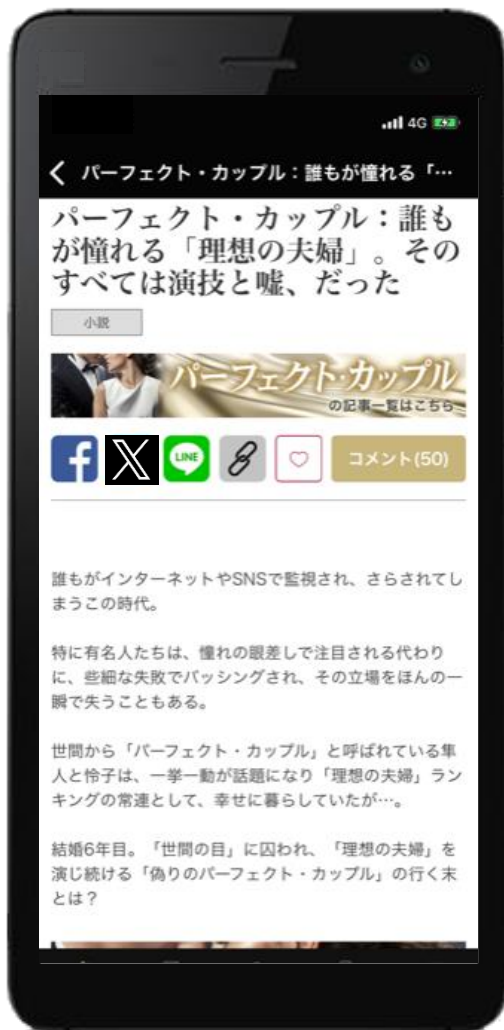 4G
パーフェクト・カップル：誰もが憧れる「…
パーフェクト・カップル：誰も
が憧れる「理想の夫婦」。その
すべては演技と嘘、だった
小説
パーフェクト・カップル
の記事一覧はこちら
LINE
コメント(50)
誰もがインターネットやSNSで監視され、さらされてし
まうこの時代。
特に有名人たちは、憧れの眼差しで注目される代わり
に、些細な失敗でバッシングされ、その立場をほんの一
瞬で失うこともある。
世間から「パーフェクト・カップル」と呼ばれている隼
人と怜子は、一挙一動が話題になり「理想の夫婦」ラン
キングの常連として、幸せに暮らしていたが…。
結婚6年目。「世間の目」に囚われ、「理想の夫婦」を
演じ続ける「偽りのパーフェクト・カップル」の行く末
とは？